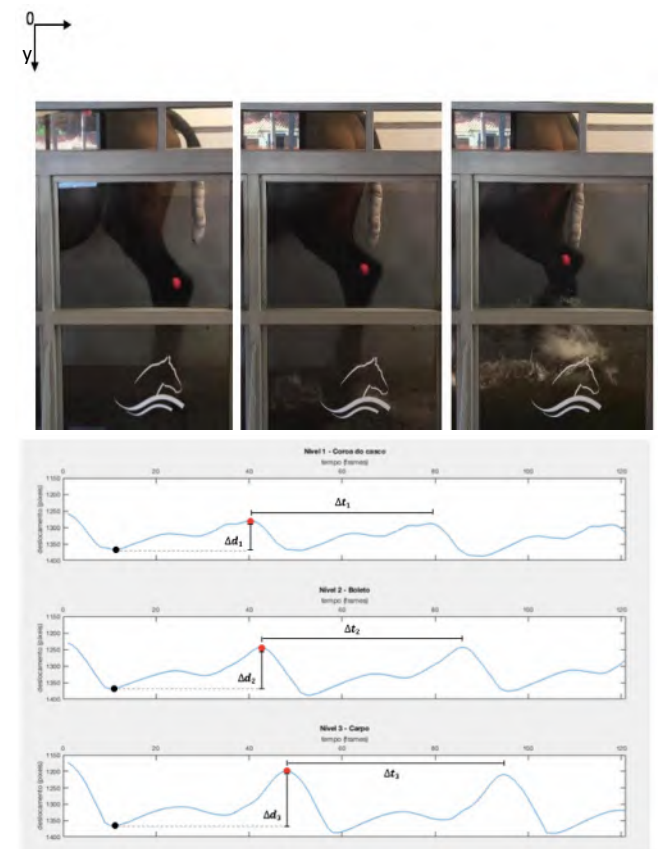 0
y
Nível 1 - Coroa do casco
tempo (frames)
0 20 40 60 80 100 120
deslocamento (pixels)
1150
1300
1350
1400
Δt₁
Δd₁
Nível 2 - Boleto
tempo (frames)
0 20 40 60 80 100 120
deslocamento (pixels)
1150
1250
1300
1350
1400
Δt₂
Δd₂
Nível 3 - Carpo
tempo (frames)
0 20 40 60 80 100 120
deslocamento (pixels)
1150
1200
1250
1300
1350
1400
Δt₃
Δd₃